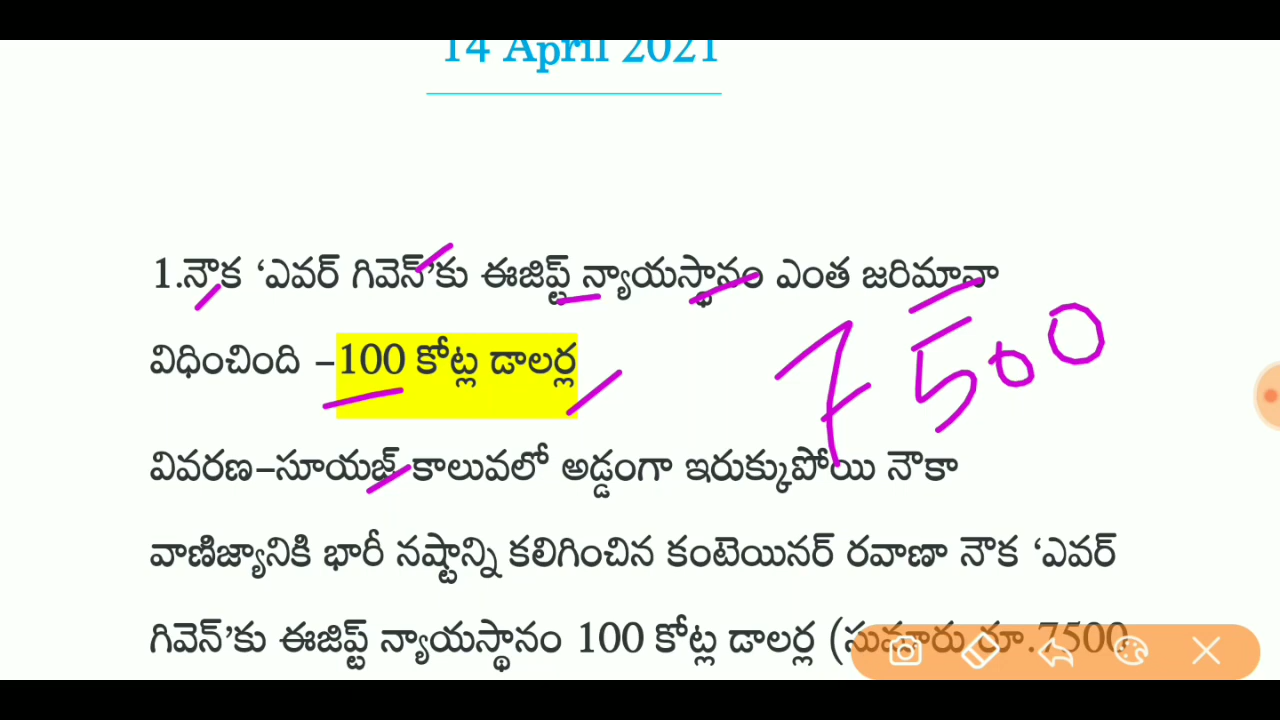 14 April 2021
1.నౌక ‘ఎవర్ గివెన్’కు ఈజిప్ట్ న్యాయస్థానం ఎంత జరిమానా
విధించింది –100 కోట్ల డాలర్ల
7500
వివరణ–సూయజ్ కాలువలో అడ్డంగా ఇరుక్కుపోయి నౌకా
వాణిజ్యానికి భారీ నష్టాన్ని కలిగించిన కంటెయినర్ రవాణా నౌక ‘ఎవర్
గివెన్’కు ఈజిప్ట్ న్యాయస్థానం 100 కోట్ల డాలర్ల (సుమారు రూ.7500